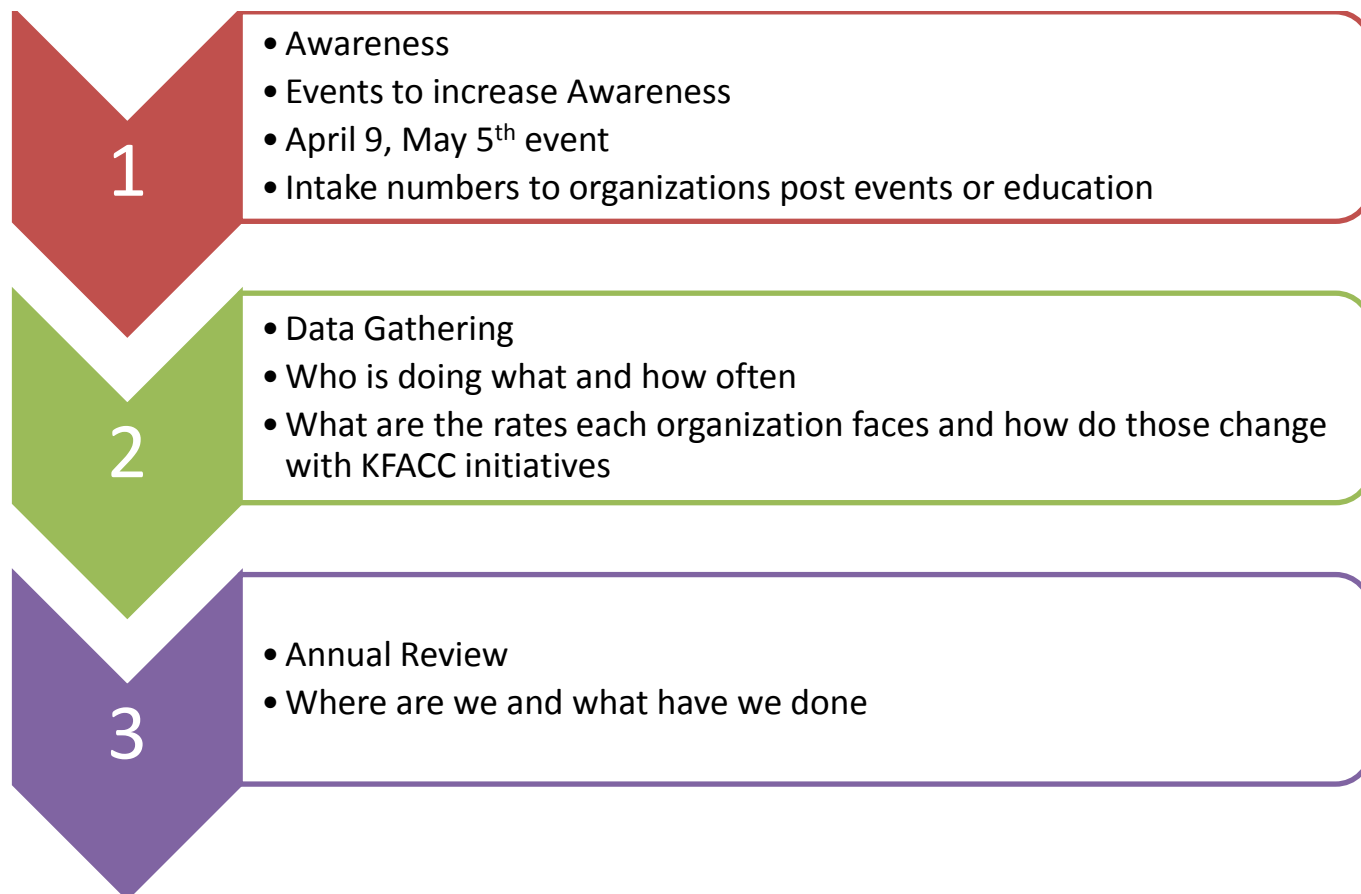 1
• Awareness
• Events to increase Awareness
• April 9, May 5th event
• Intake numbers to organizations post events or education
2
• Data Gathering
• Who is doing what and how often
• What are the rates each organization faces and how do those change
with KFACC initiatives
3
• Annual Review
• Where are we and what have we done